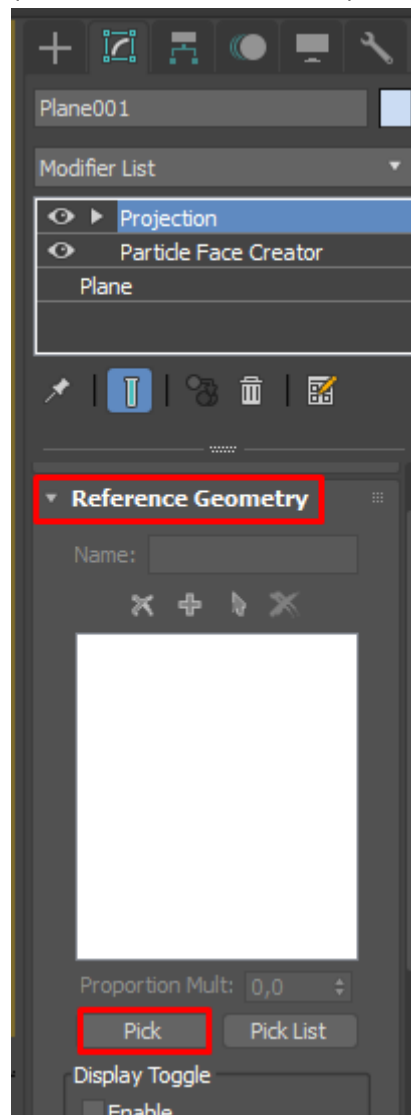 Plane001
Modifier List
Projection
Particle Face Creator
Plane
Reference Geometry
Name:
Proportion Mult: 0,0
Pick Pick List
Display Toggle
Enable